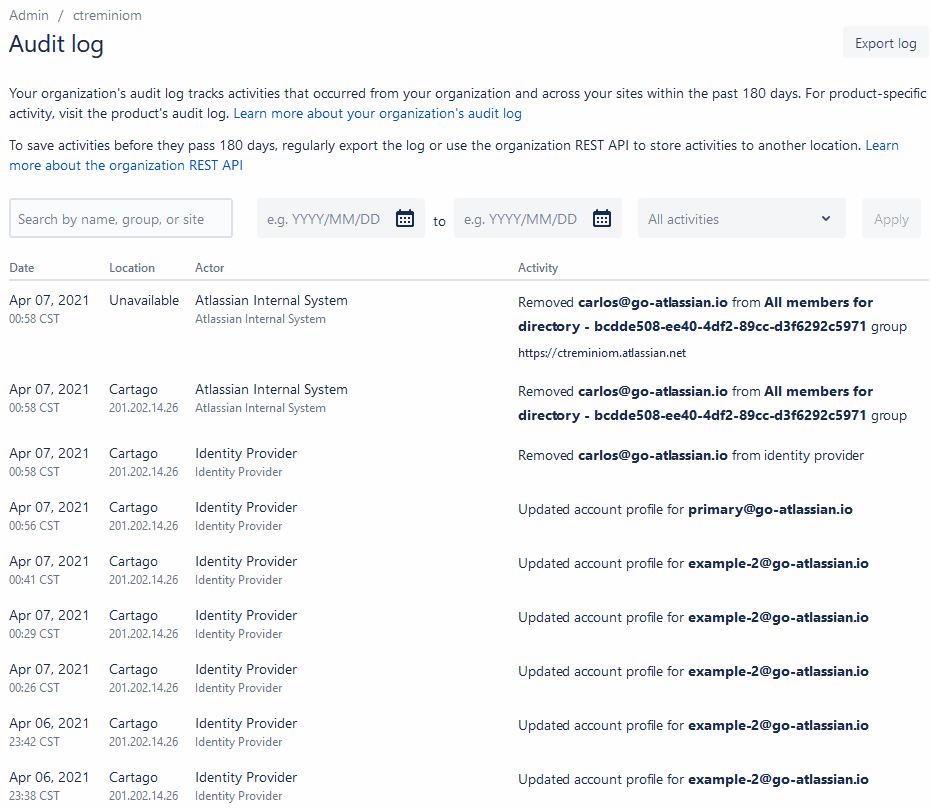 Admin / ctreminiom
Audit log
Export log
Your organization's audit log tracks activities that occurred from your organization and across your sites within the past 180 days. For product-specific
activity, visit the product's audit log. Learn more about your organization's audit log
To save activities before they pass 180 days, regularly export the log or use the organization REST API to store activities to another location. Learn
more about the organization REST API
Search by name, group, or site e.g. YYYY/MM/DD to e.g. YYYY/MM/DD All activities Apply
Date Location Actor Activity
Apr 07, 2021 Unavailable Atlassian Internal System Removed carlos@go-atlassian.io from All members for
00:58 CST Atlassian Internal System directory - bcdde508-ee40-4df2-89cc-d3f6292c5971 group
https://ctreminiom.atlassian.net
Apr 07, 2021 Cartago Atlassian Internal System Removed carlos@go-atlassian.io from All members for
00:58 CST 201.202.14.26 Atlassian Internal System directory - bcdde508-ee40-4df2-89cc-d3f6292c5971 group
Apr 07, 2021 Cartago Identity Provider Removed carlos@go-atlassian.io from identity provider
00:58 CST 201.202.14.26 Identity Provider
Apr 07, 2021 Cartago Identity Provider Updated account profile for primary@go-atlassian.io
00:56 CST 201.202.14.26 Identity Provider
Apr 07, 2021 Cartago Identity Provider Updated account profile for example-2@go-atlassian.io
00:41 CST 201.202.14.26 Identity Provider
Apr 07, 2021 Cartago Identity Provider Updated account profile for example-2@go-atlassian.io
00:29 CST 201.202.14.26 Identity Provider
Apr 07, 2021 Cartago Identity Provider Updated account profile for example-2@go-atlassian.io
00:26 CST 201.202.14.26 Identity Provider
Apr 06, 2021 Cartago Identity Provider Updated account profile for example-2@go-atlassian.io
23:42 CST 201.202.14.26 Identity Provider
Apr 06, 2021 Cartago Identity Provider Updated account profile for example-2@go-atlassian.io
23:38 CST 201.202.14.26 Identity Provider